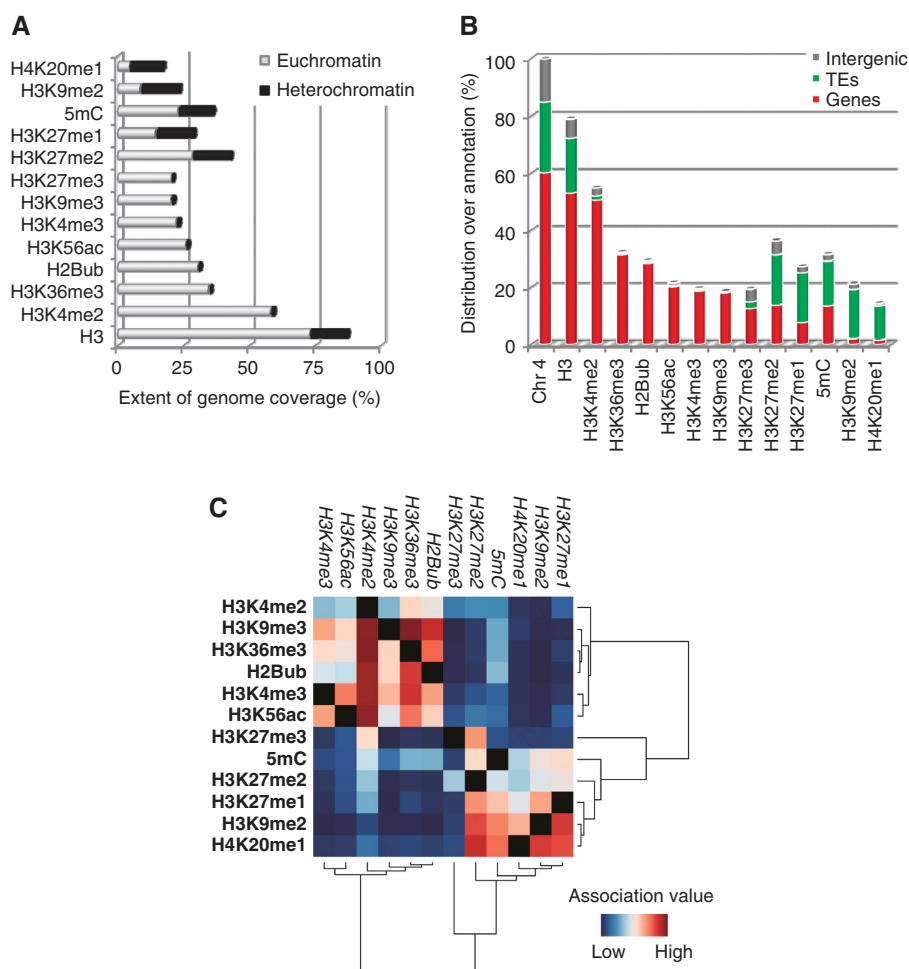 A
Euchromatin
Heterochromatin
H4K20me1
H3K9me2
5mC
H3K27me1
H3K27me2
H3K27me3
H3K9me3
H3K4me3
H3K56ac
H2Bub
H3K36me3
H3K4me2
H3
0 25 50 75 100
Extent of genome coverage (%)
B
Intergenic
TEs
Genes
Distribution over annotation (%)
100
80
60
40
20
0
Chr 4
H3
H3K4me2
H3K36me3
H2Bub
H3K56ac
H3K4me3
H3K9me3
H3K27me3
H3K27me2
H3K27me1
5mC
H3K9me2
H4K20me1
C
H3K4me3
H3K56ac
H3K4me2
H3K9me3
H3K36me3
H2Bub
H3K27me3
H3K27me2
5mC
H4K20me1
H3K9me2
H3K27me1
H3K4me2
H3K9me3
H3K36me3
H2Bub
H3K4me3
H3K56ac
H3K27me3
5mC
H3K27me2
H3K27me1
H3K9me2
H4K20me1
Association value
Low High